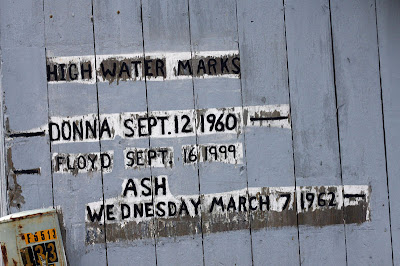 HIGH WATER MARKS
DONNA SEPT. 12 1960
FLOYD SEPT. 16 1999
ASH
WEDNESDAY MARCH 7 1962